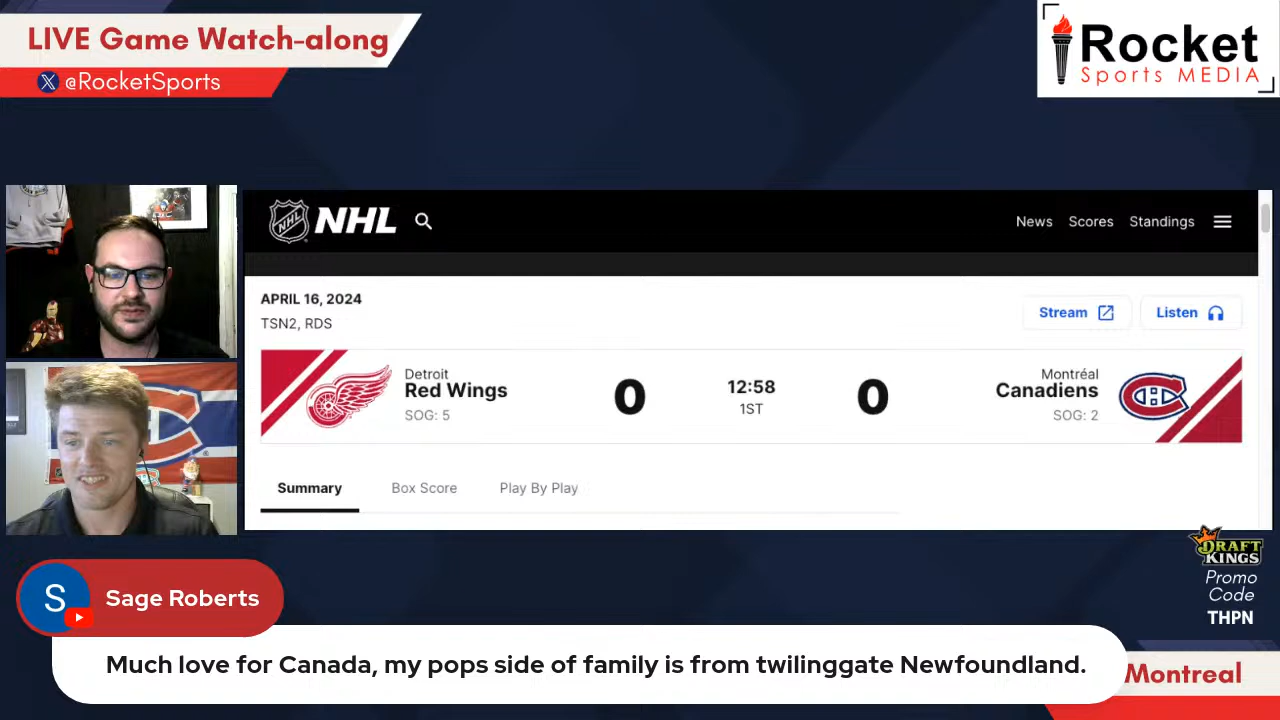 LIVE Game Watch-along
@RocketSports
Rocket
Sports MEDIA
NHL
NHL
News Scores Standings
APRIL 16, 2024
TSN2, RDS
Stream
Listen
Detroit
Red Wings
SOG: 5
0
12:58
1ST
0
Montréal
Canadiens
SOG: 2
Summary Box Score Play By Play
DRAFT
KINGS
Promo
Code
THPN
S
Sage Roberts
Much love for Canada, my pops side of family is from twilinggate Newfoundland.
Montreal